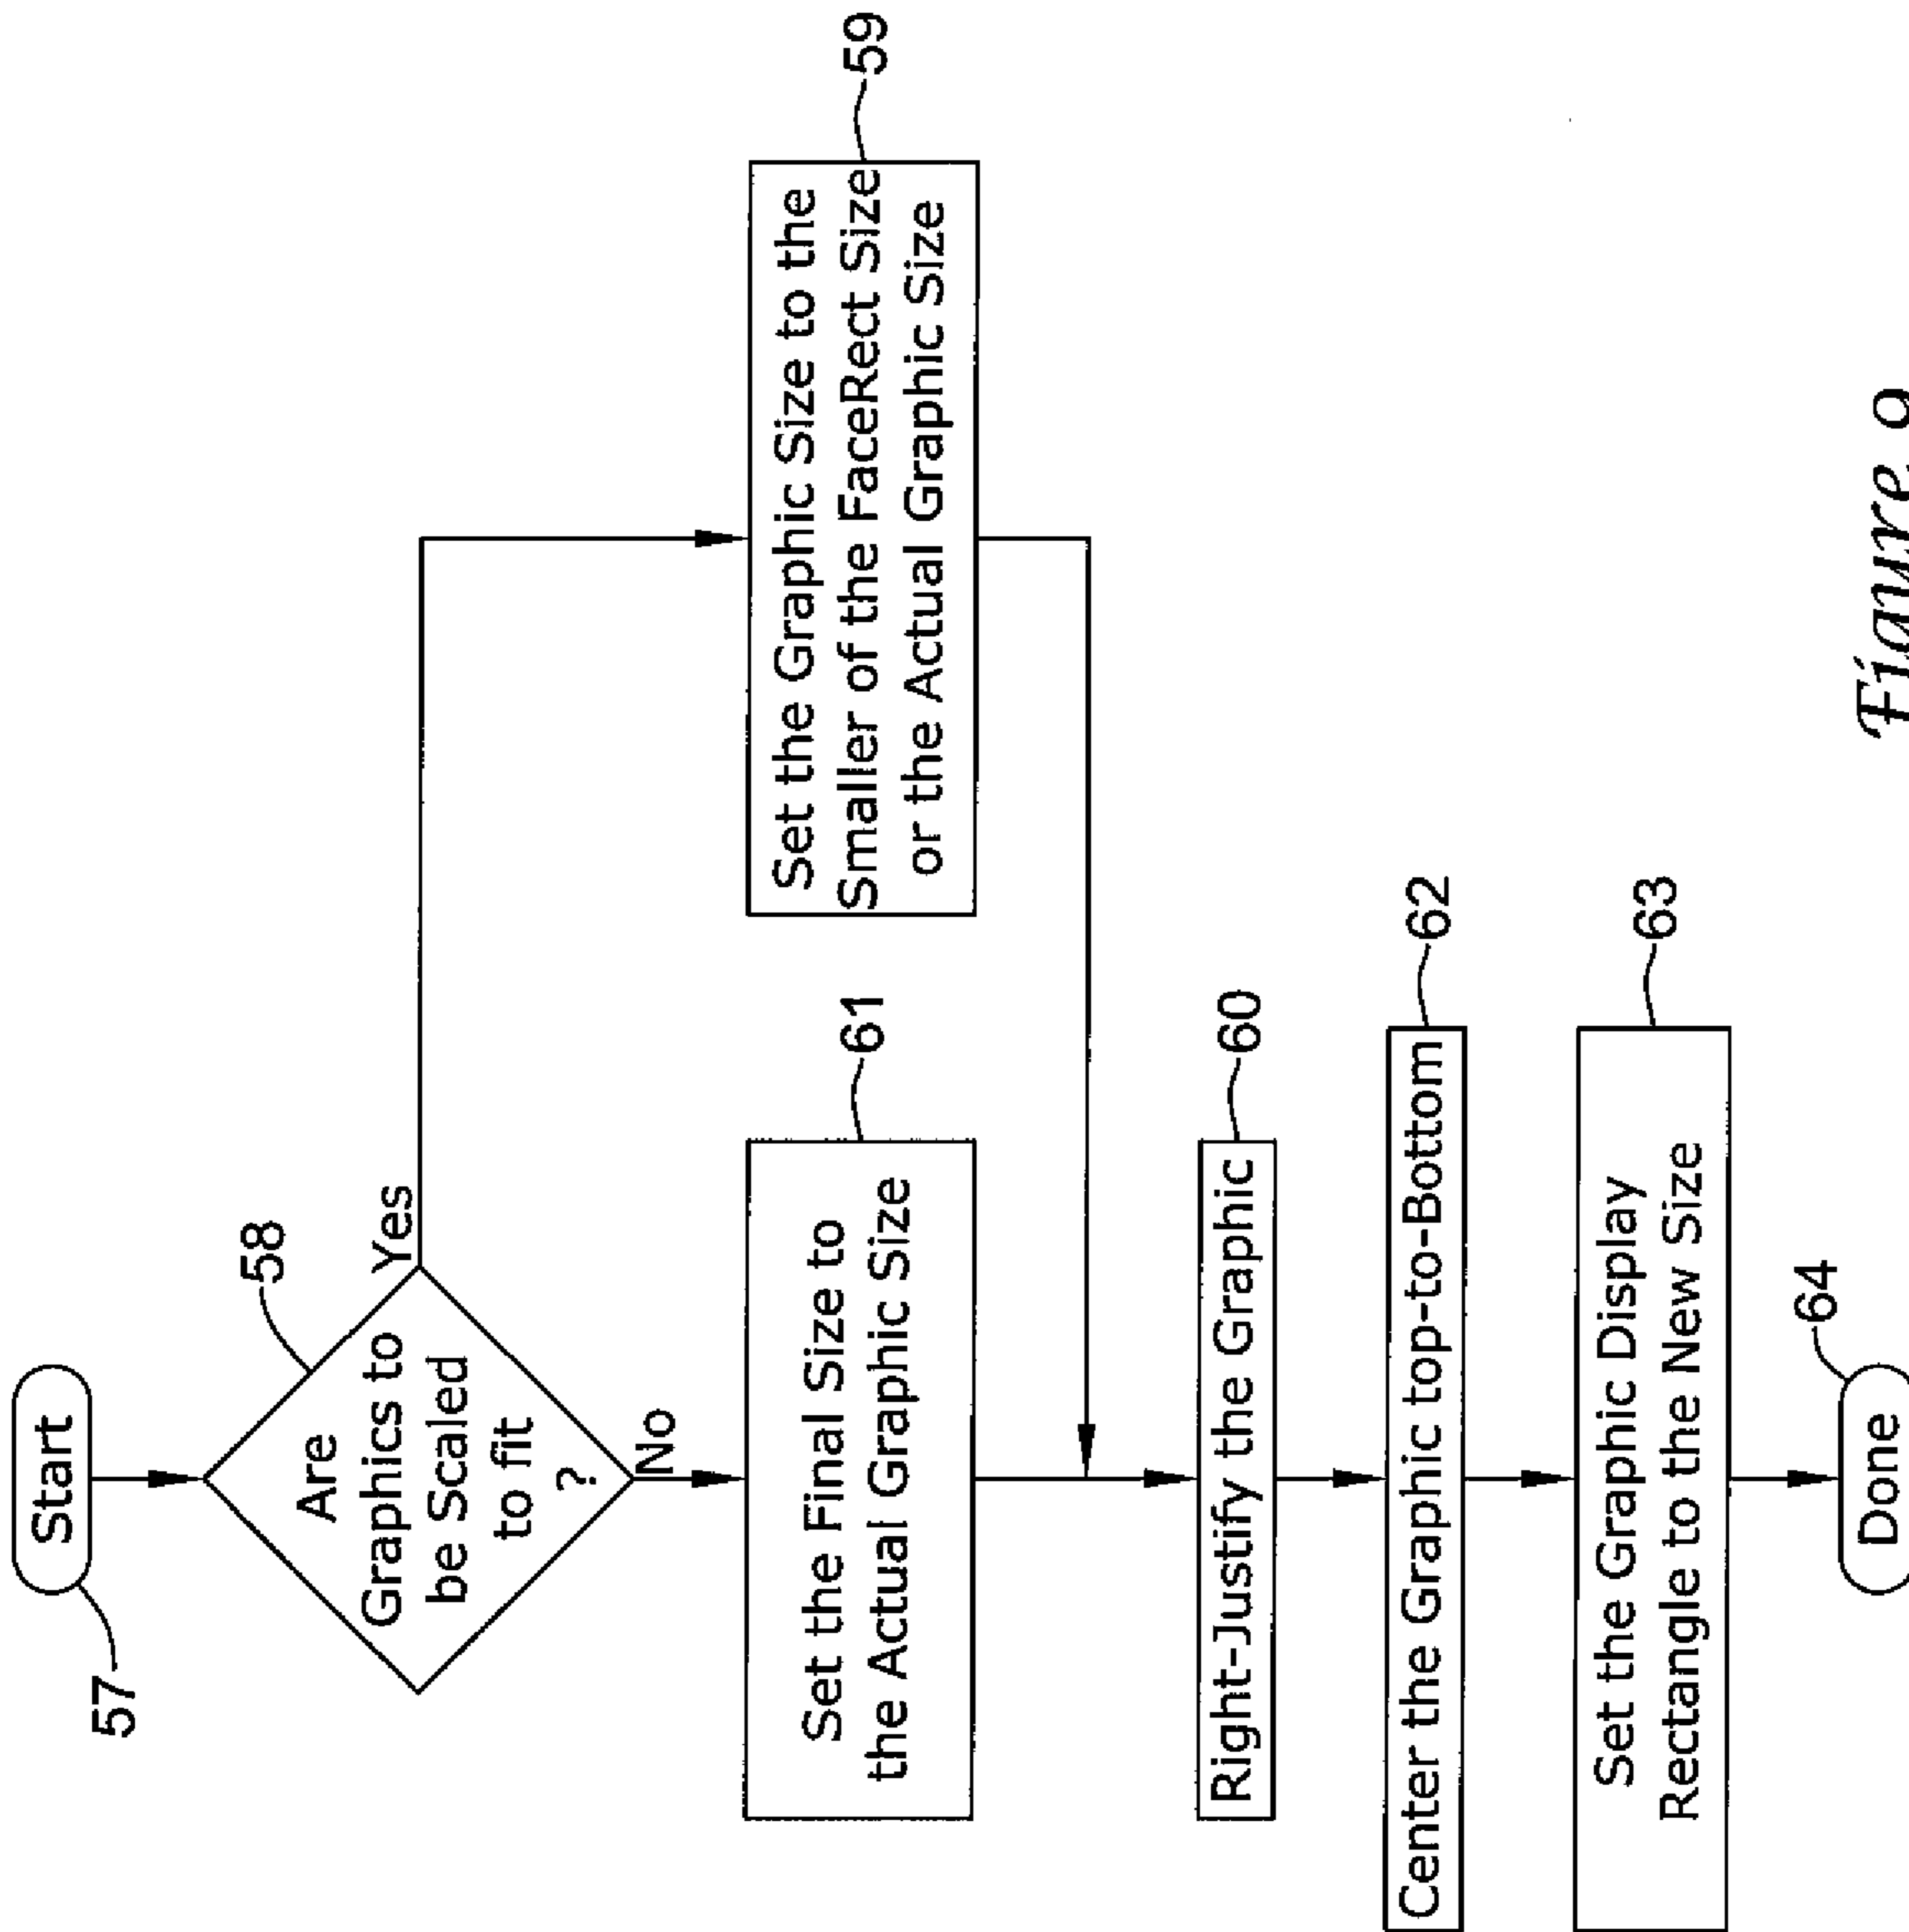 Start
57
Are
Graphics to
be Scaled
to fit
?
58
Yes
No
Set the Final Size to
the Actual Graphic Size
61
Set the Graphic Size to the
Smaller of the FaceRect Size
or the Actual Graphic Size
59
Right-Justify the Graphic
60
Center the Graphic top-to-Bottom
62
Set the Graphic Display
Rectangle to the New Size
63
Done
64
Figure 9